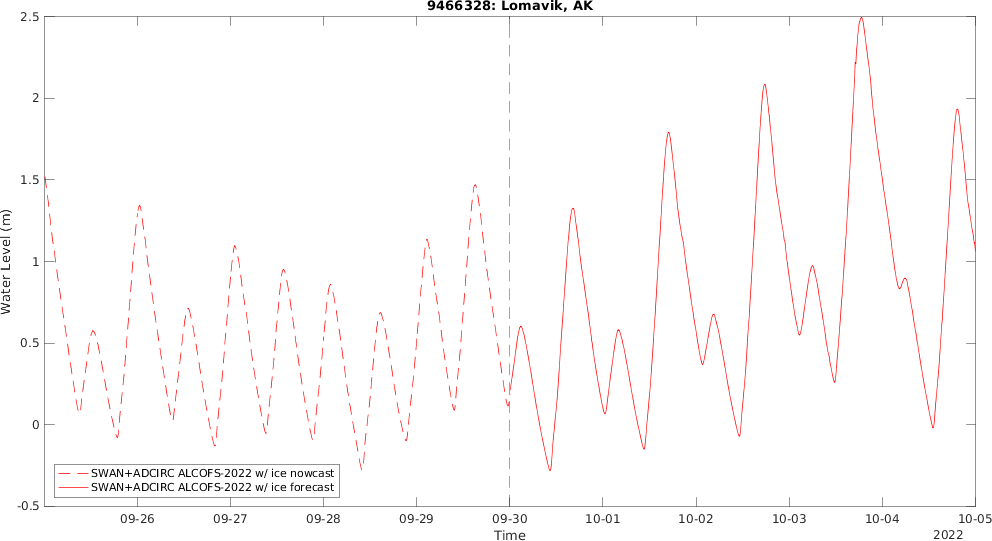 9466328: Lomavik, AK
2.5
2
1.5
1
0.5
0
-0.5
Water Level (m)
SWAN+ADCIRC ALCOFS-2022 w/ ice nowcast
SWAN+ADCIRC ALCOFS-2022 w/ ice forecast
09-26 09-27 09-28 09-29 09-30 10-01 10-02 10-03 10-04 10-05
Time
2022